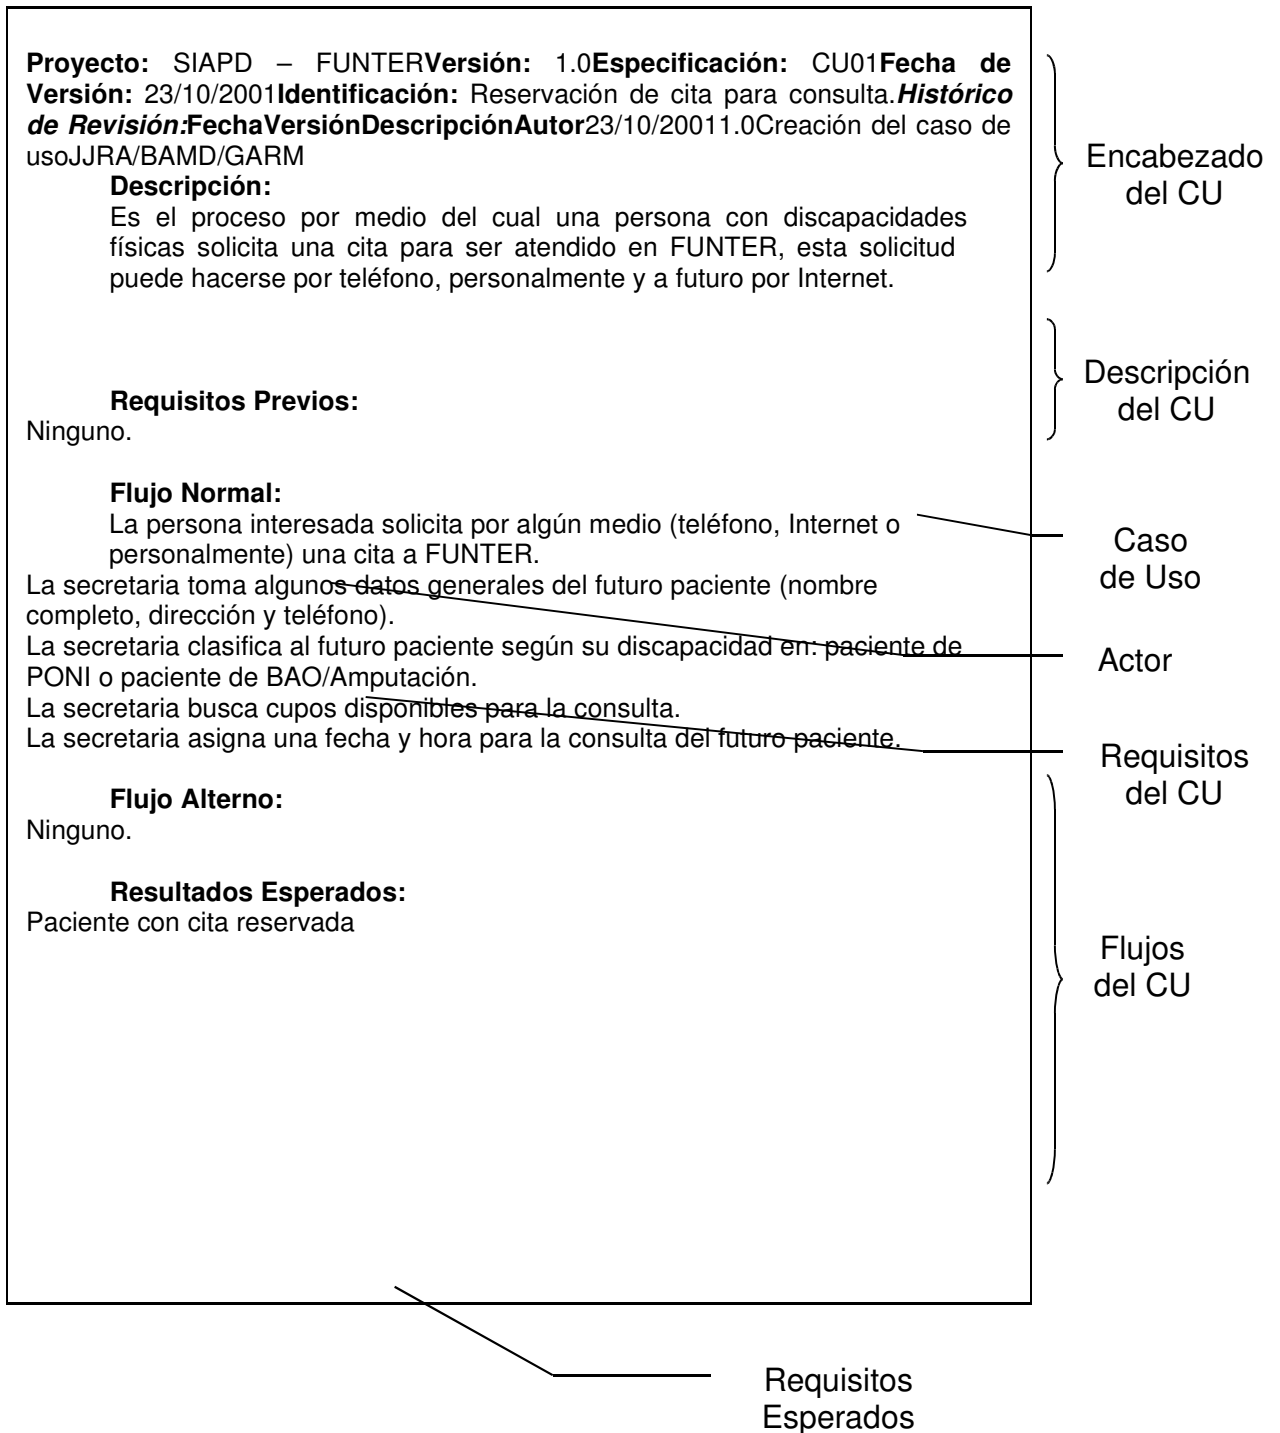 Proyecto: SIAPD – FUNTERVersión: 1.0Especificación: CU01Fecha de
Versión: 23/10/2001Identificación: Reservación de cita para consulta.Histórico
de Revisión:FechaVersiónDescripciónAutor23/10/20011.0Creación del caso de
usoJJRA/BAMD/GARM
Descripción:
Es el proceso por medio del cual una persona con discapacidades
físicas solicita una cita para ser atendido en FUNTER, esta solicitud
puede hacerse por teléfono, personalmente y a futuro por Internet.
Requisitos Previos:
Ninguno.
Flujo Normal:
La persona interesada solicita por algún medio (teléfono, Internet o
personalmente) una cita a FUNTER.
La secretaria toma algunos datos generales del futuro paciente (nombre
completo, dirección y teléfono).
La secretaria clasifica al futuro paciente según su discapacidad en: paciente de
PONI o paciente de BAO/Amputación.
La secretaria busca cupos disponibles para la consulta.
La secretaria asigna una fecha y hora para la consulta del futuro paciente.
Flujo Alterno:
Ninguno.
Resultados Esperados:
Paciente con cita reservada
Encabezado
del CU
Descripción
del CU
Caso
de Uso
Actor
Requisitos
del CU
Flujos
del CU
Requisitos
Esperados